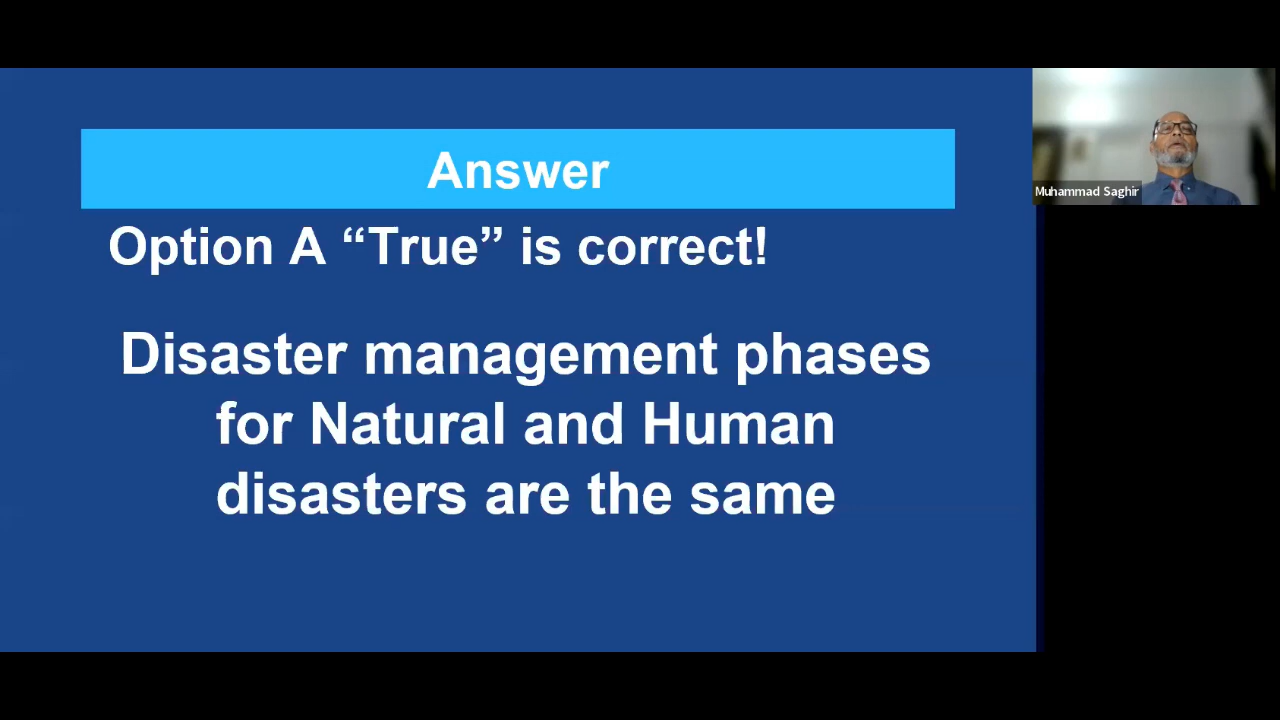 Answer
Option A “True” is correct!
Disaster management phases
for Natural and Human
disasters are the same
Muhammad Saghir